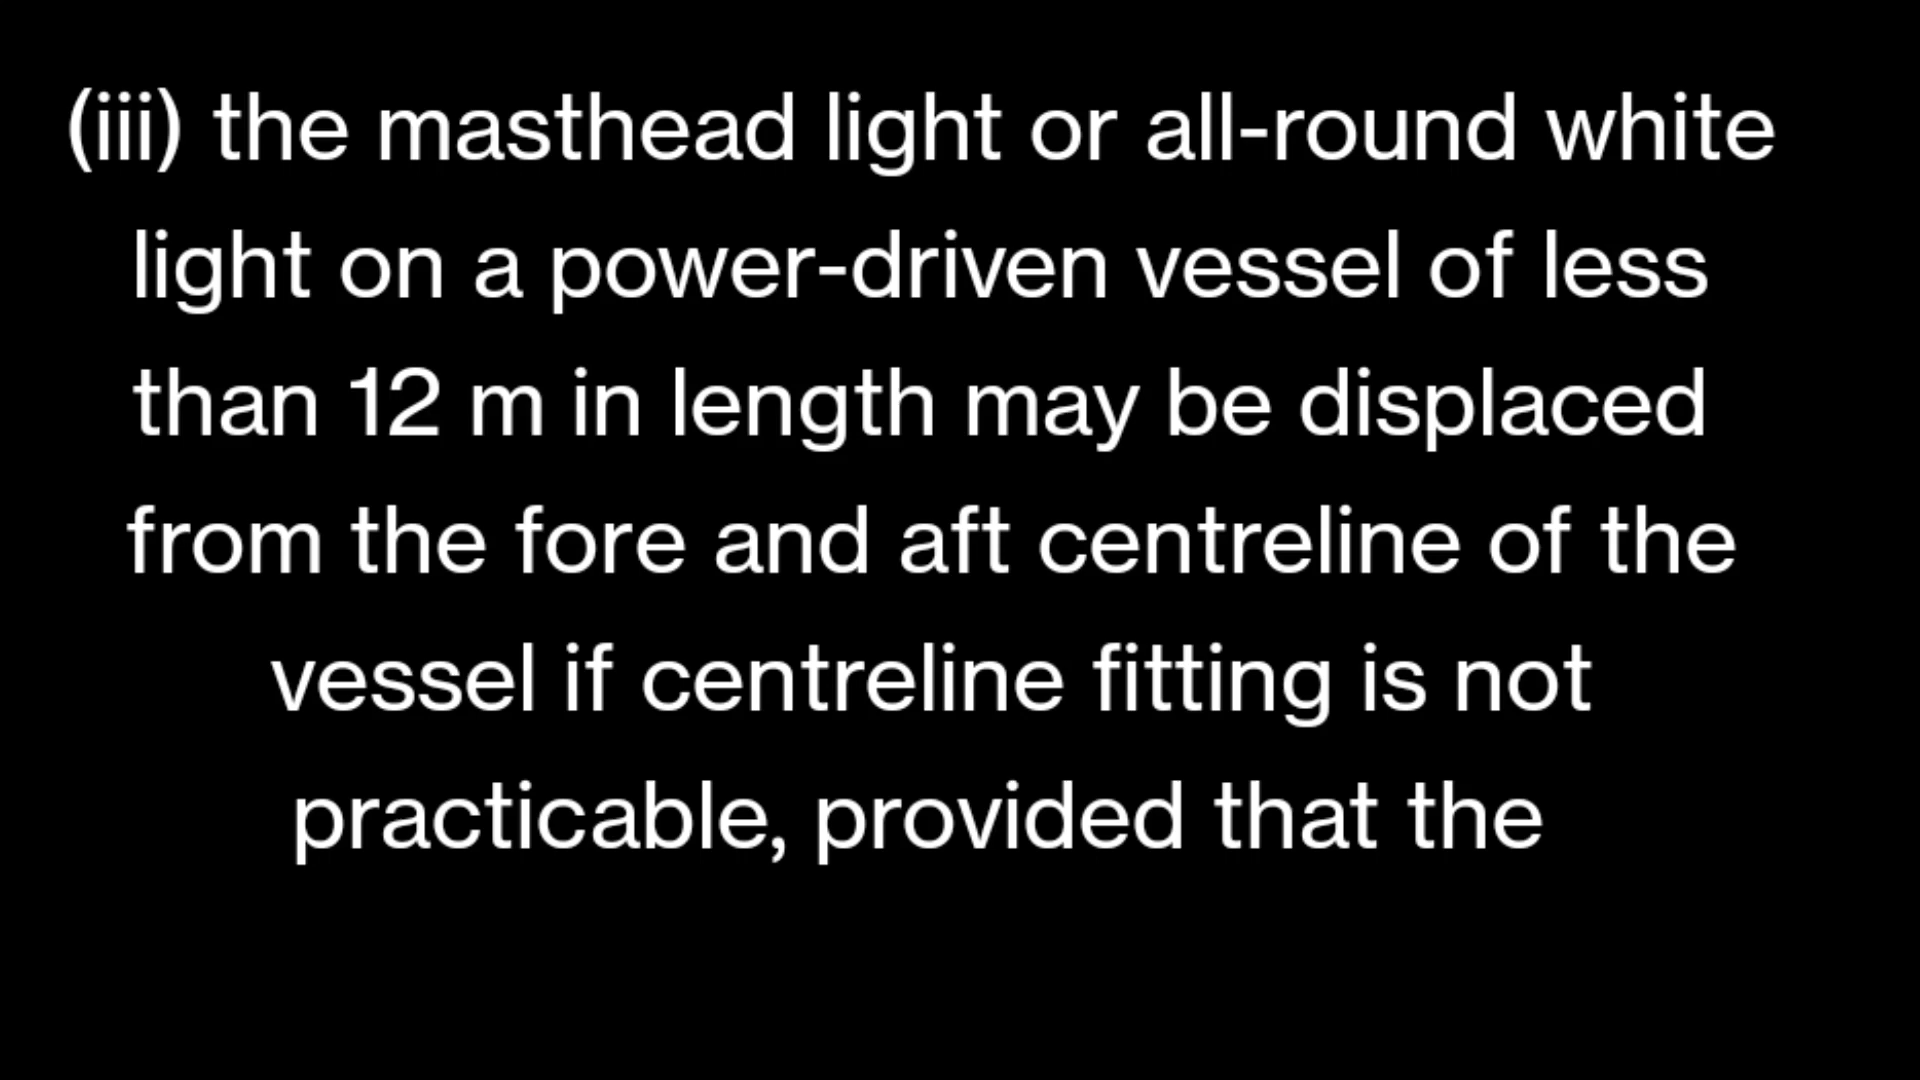 (iii) the masthead light or all-round white
light on a power-driven vessel of less
than 12 m in length may be displaced
from the fore and aft centreline of the
vessel if centreline fitting is not
practicable, provided that the